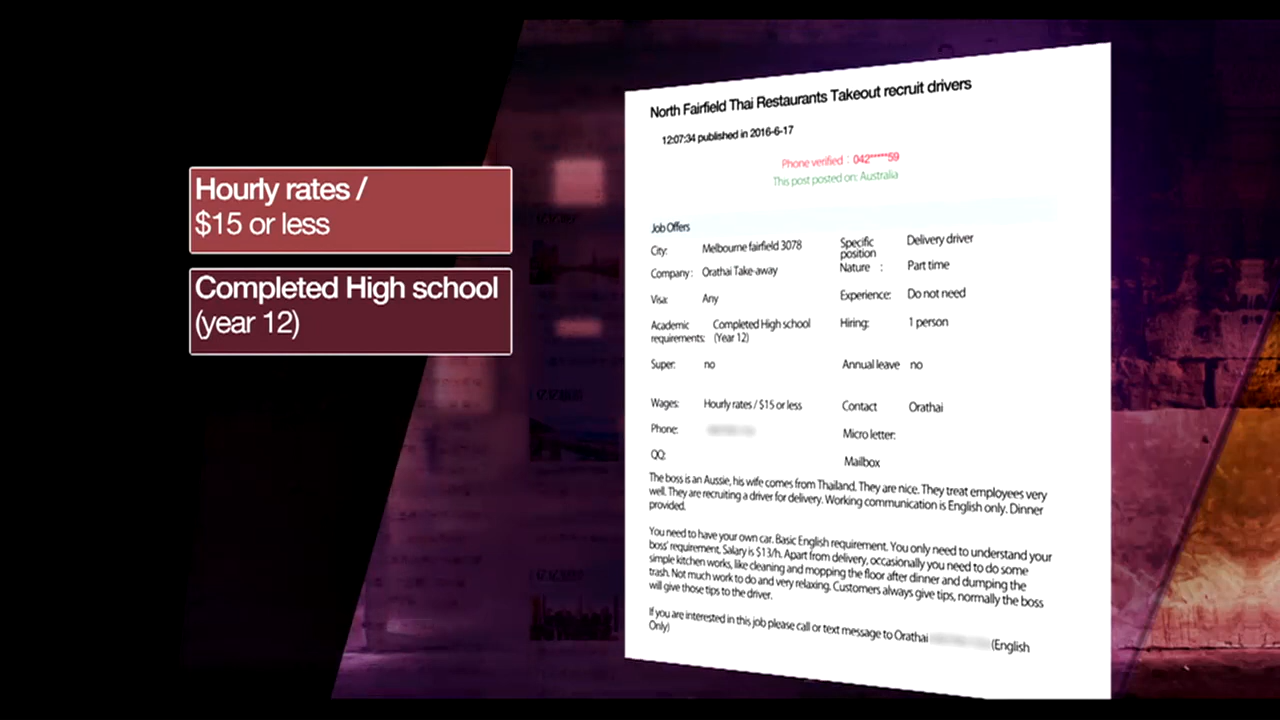 Hourly rates /
$15 or less
Completed High school
(year 12)
North Fairfield Thai Restaurants Takeout recruit drivers
12:07:34 published in 2016-6-17
Phone verified : 042*****59
This post posted on: Australia
Job Offers
City: Melbourne fairfield 3078 Specific position Delivery driver
Company: Orathai Take-away Nature : Part time
Visa: Any Experience: Do not need
Academic requirements: Completed High school (Year 12) Hiring: 1 person
Super: no Annual leave no
Wages: Hourly rates / $15 or less Contact Orathai
Phone: Micro letter:
QQ: Mailbox
The boss is an Aussie, his wife comes from Thailand. They are nice. They treat employees very
well. They are recruiting a driver for delivery. Working communication is English only. Dinner
provided.
You need to have your own car. Basic English requirement. You only need to understand your
boss' requirement. Salary is $13/h. Apart from delivery, occasionally you need to do some
simple kitchen works, like cleaning and mopping the floor after dinner and dumping the
trash. Not much work to do and very relaxing. Customers always give tips, normally the boss
will give those tips to the driver.
If you are interested in this job please call or text message to Orathai (English
Only)